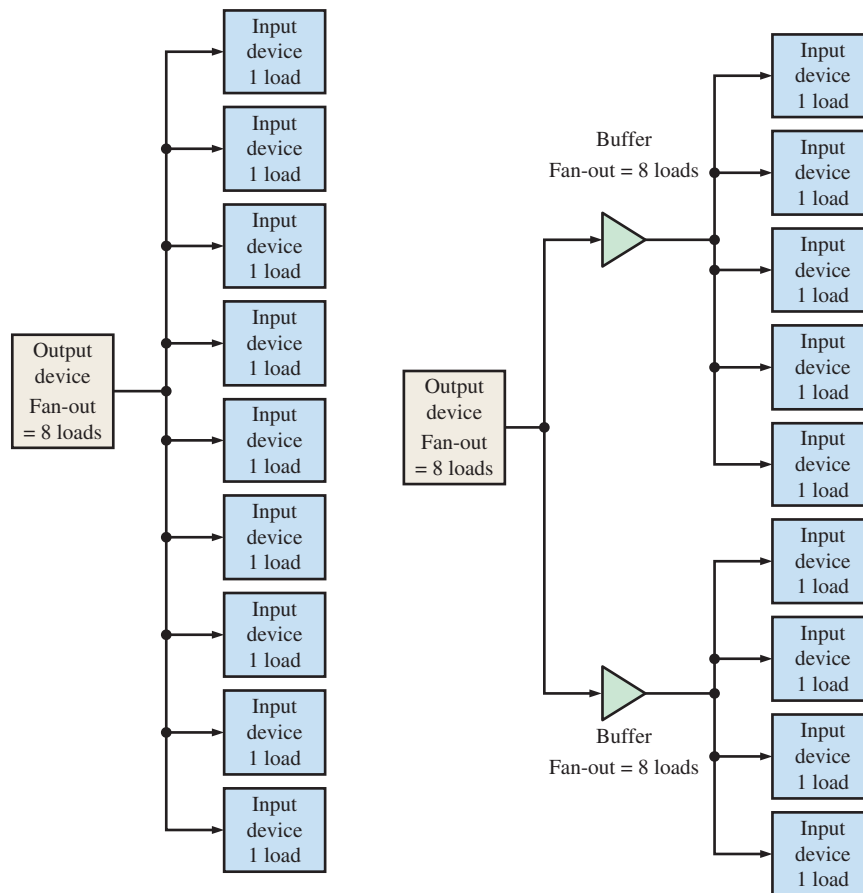 Input
device
1 load
Input
device
1 load
Input
device
1 load
Input
device
1 load
Input
device
1 load
Input
device
1 load
Input
device
1 load
Input
device
1 load
Input
device
1 load
Output
device
Fan-out
= 8 loads
Output
device
Fan-out
= 8 loads
Buffer
Fan-out = 8 loads
Buffer
Fan-out = 8 loads
Input
device
1 load
Input
device
1 load
Input
device
1 load
Input
device
1 load
Input
device
1 load
Input
device
1 load
Input
device
1 load
Input
device
1 load
Input
device
1 load